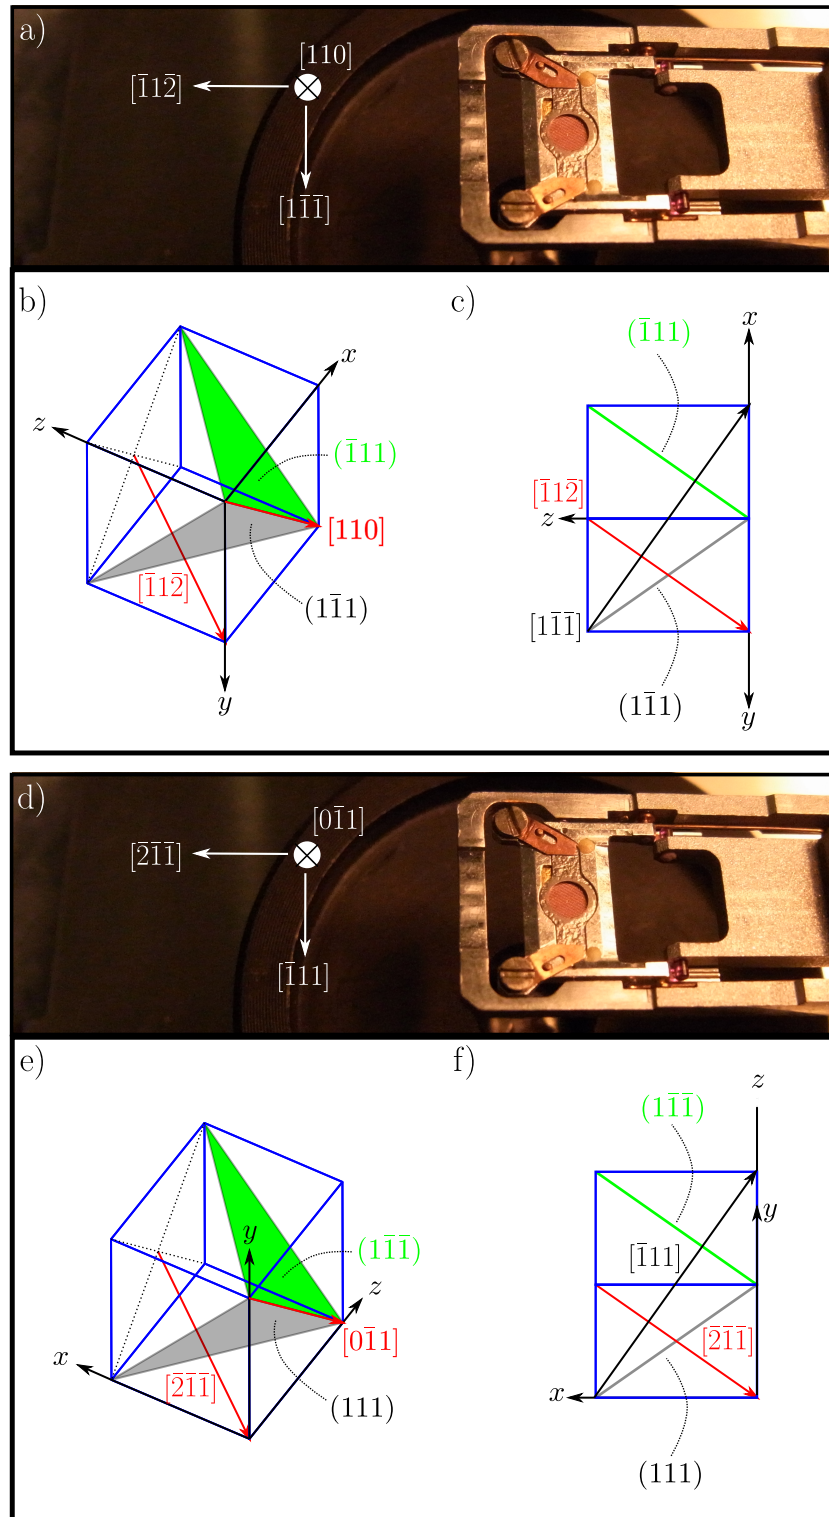 a)
[110]
[1̄12̄]
[11̄1̄]
b)
c)
x
z
(1̄11)
[110]
[1̄12̄]
(11̄1)
y
x
(1̄11)
[1̄12̄]
z
[11̄1̄]
(11̄1)
y
d)
[01̄1]
[2̄1̄1̄]
[1̄11]
e)
f)
y
(11̄1̄)
z
x
[01̄1]
[2̄1̄1̄]
(111)
z
(11̄1̄)
y
[1̄11]
[2̄1̄1̄]
x
(111)